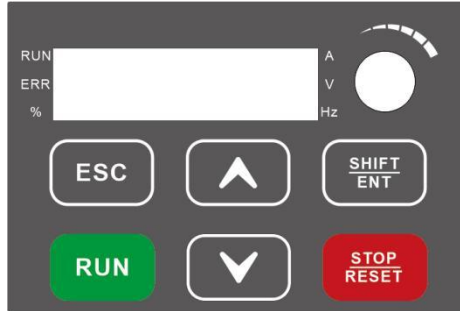 RUN
A
ERR
V
%
Hz
ESC
SHIFT
ENT
RUN
STOP
RESET